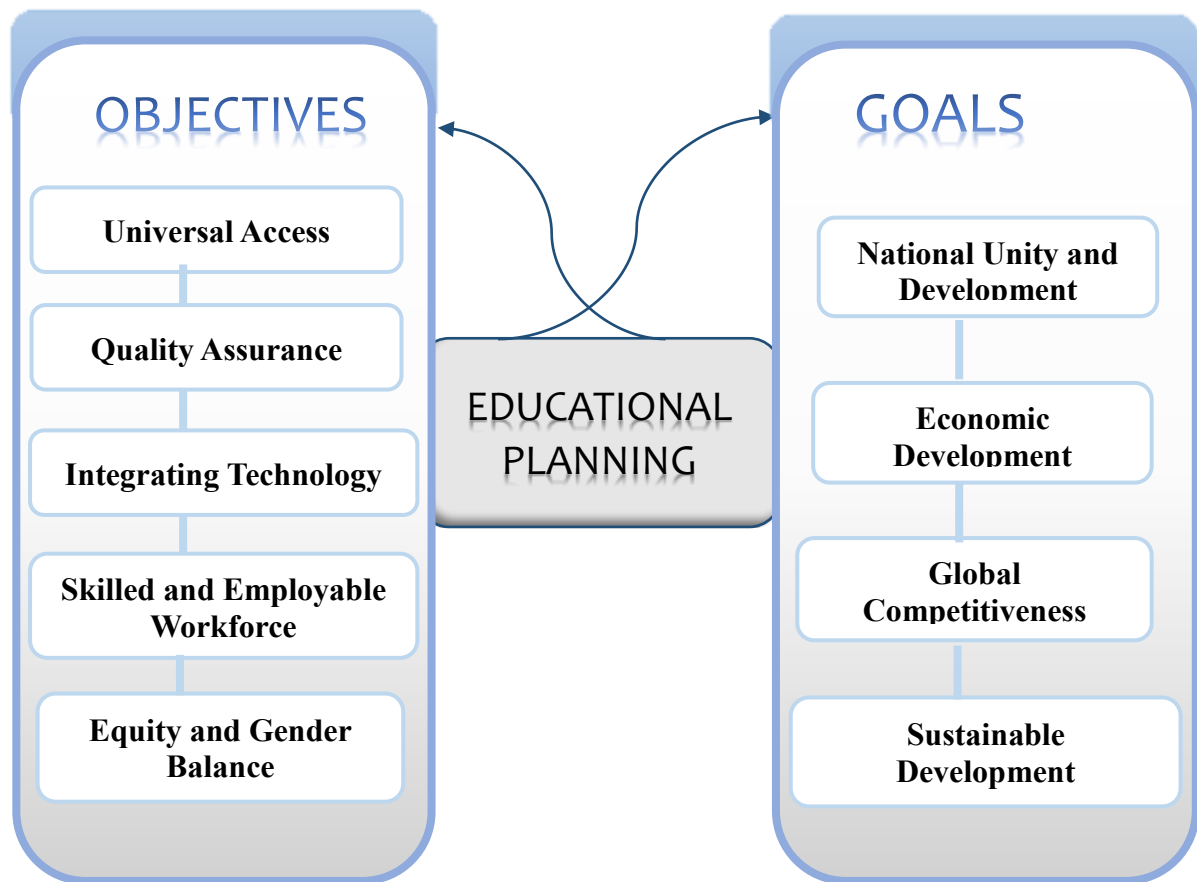 OBJECTIVES
Universal Access
Quality Assurance
Integrating Technology
Skilled and Employable
Workforce
Equity and Gender
Balance
EDUCATIONAL
PLANNING
GOALS
National Unity and
Development
Economic
Development
Global
Competitiveness
Sustainable
Development